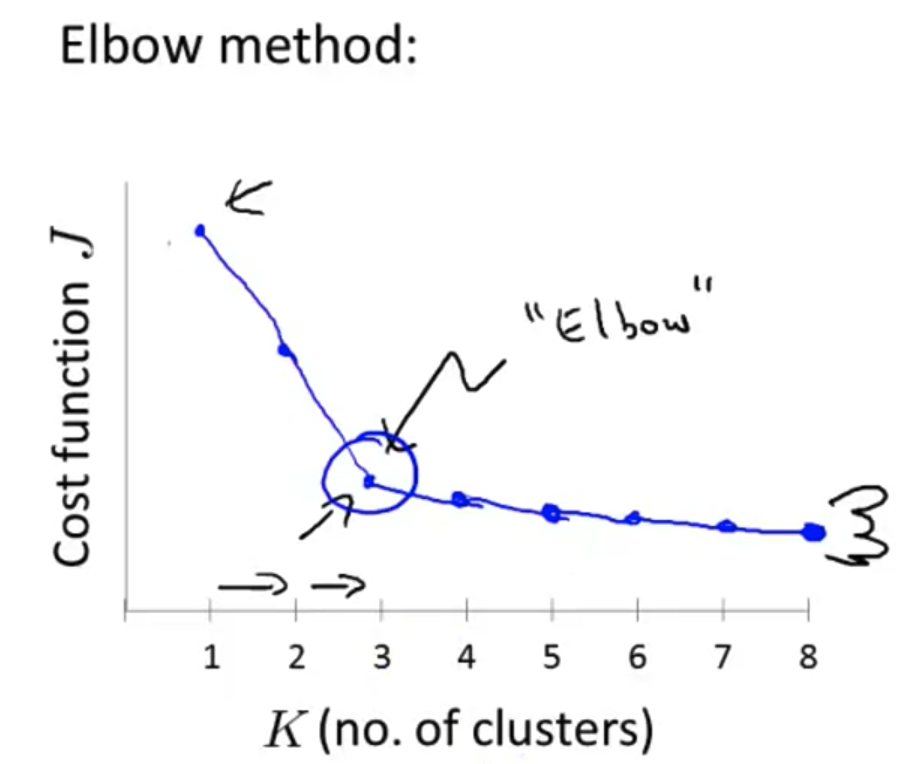 Elbow method:
Cost function J
"Elbow"
1 2 3 4 5 6 7 8
K (no. of clusters)